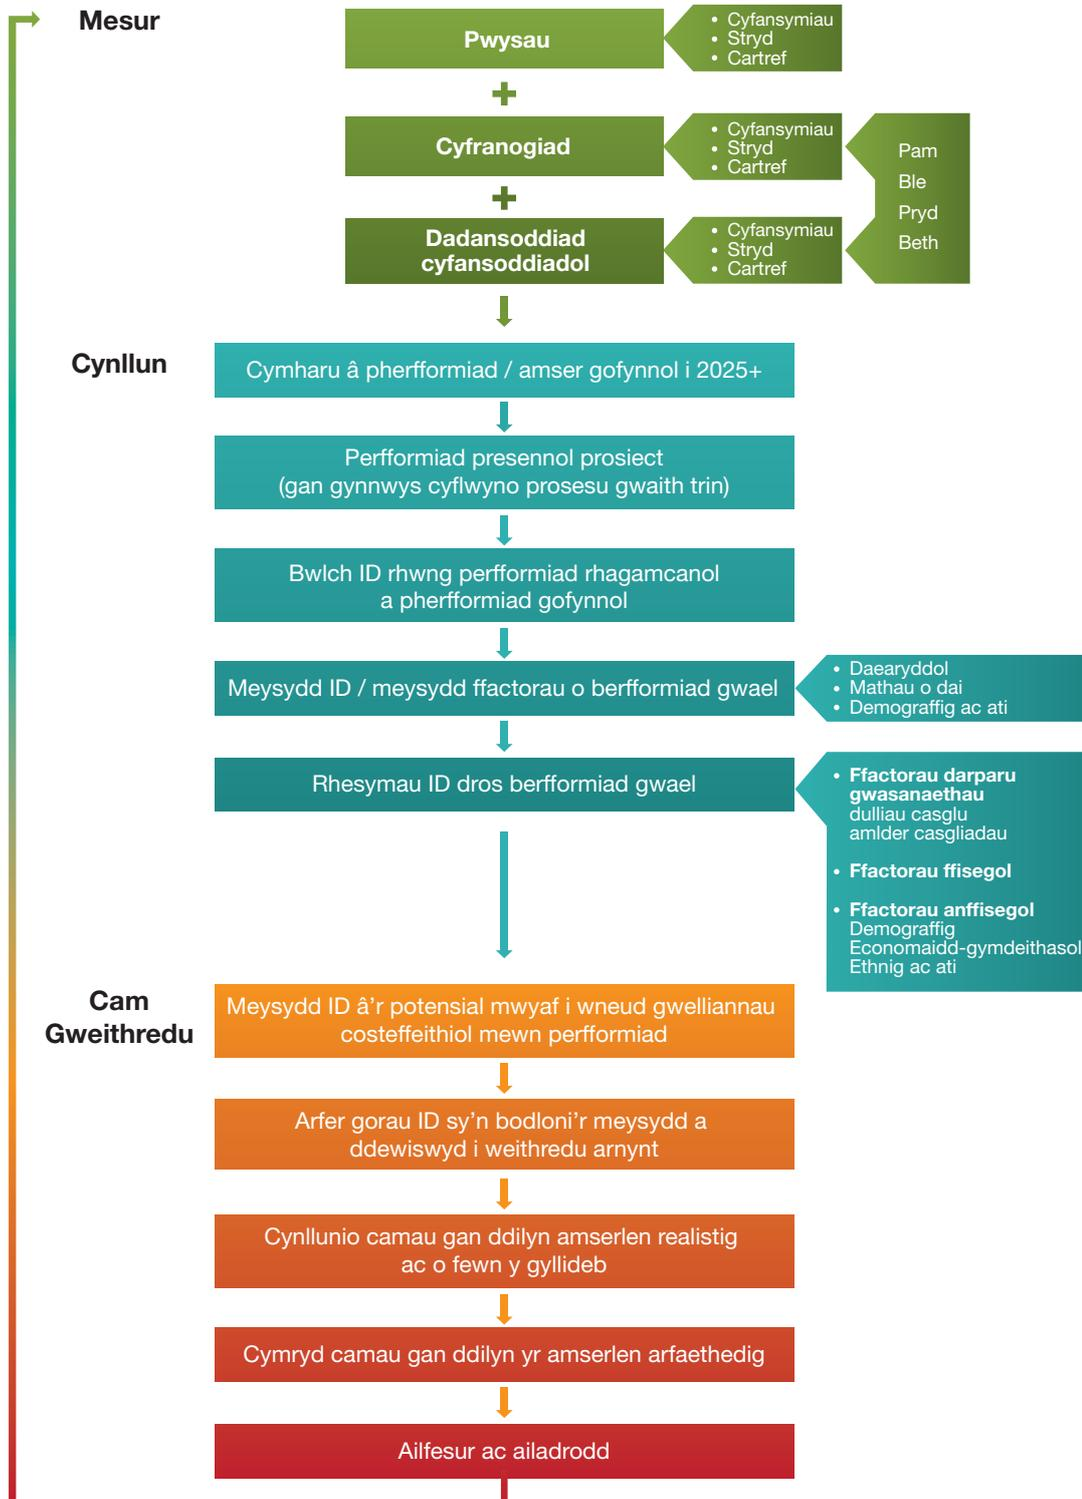 Mesur
Pwysau
• Cyfansymiau
• Stryd
• Cartref
Cyfranogiad
• Cyfansymiau
• Stryd
• Cartref
Pam
Ble
Pryd
Beth
Dadansoddiad
cyfansoddiadol
• Cyfansymiau
• Stryd
• Cartref
Cynllun
Cymharu â pherfformiad / amser gofynnol i 2025+
Perfformiad presennol prosiect
(gan gynnwys cyflwyno prosesu gwaith trin)
Bwlch ID rhwng perfformiad rhagamcanol
a pherfformiad gofynnol
Meysydd ID / meysydd ffactorau o berfformiad gwael
• Daearyddol
• Mathau o dai
• Demograffig ac ati
Rhesymau ID dros berfformiad gwael
• Ffactorau darparu
gwasanaethau
dulliau casglu
amlder casgliadau
• Ffactorau ffisegol
• Ffactorau anffisegol
Demograffig
Economaidd-gymdeithasol
Ethnig ac ati
Cam
Gweithredu
Meysydd ID â’r potensial mwyaf i wneud gwelliannau
costeffeithiol mewn perfformiad
Arfer gorau ID sy’n bodloni’r meysydd a
ddewiswyd i weithredu arnynt
Cynllunio camau gan ddilyn amserlen realistig
ac o fewn y gyllideb
Cymryd camau gan ddilyn yr amserlen arfaethedig
Ailfesur ac ailadrodd